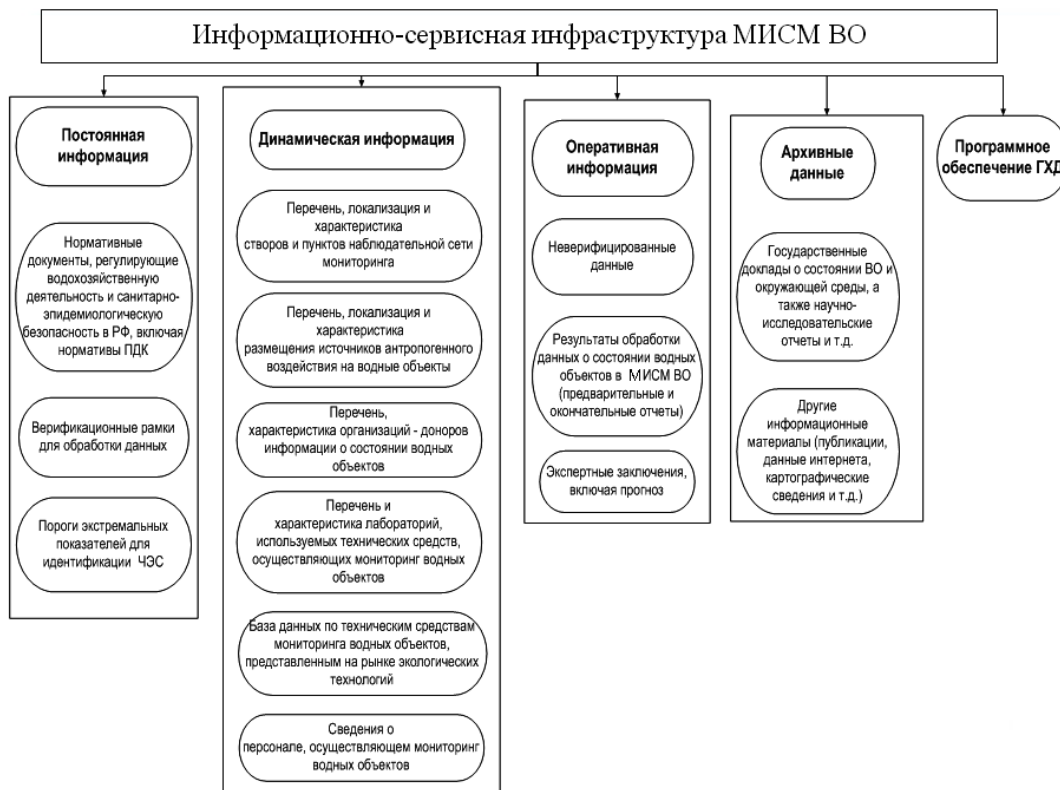 Информационно-сервисная инфраструктура МИСМ ВО
Постоянная
информация
Нормативные
документы, регулирующие
водохозяйственную
деятельность и санитарно-
эпидемиологическую
безопасность в РФ, включая
нормативы ПДК
Верификационные рамки
для обработки данных
Пороги экстремальных
показателей для
идентификации ЧЭС
Динамическая информация
Перечень, локализация и
характеристика
створов и пунктов наблюдательной сети
мониторинга
Перечень, локализация и
характеристика
размещения источников антропогенного
воздействия на водные объекты
Перечень,
характеристика организаций - доноров
информации о состоянии водных
объектов
Перечень и
характеристика лабораторий,
используемых технических средств,
осуществляющих мониторинг водных
объектов
База данных по техническим средствам
мониторинга водных объектов,
представленным на рынке экологических
технологий
Сведения о
персонале, осуществляющем мониторинг
водных объектов
Оперативная
информация
Неверифицированные
данные
Результаты обработки
данных о состоянии водных
объектов в МИСМ ВО
(предварительные и
окончательные отчеты)
Экспертные заключения,
включая прогноз
Архивные
данные
Государственные
доклады о состоянии ВО и
окружающей среды, а
также научно-
исследовательские
отчеты и т.д.
Другие
информационные
материалы (публикации,
данные интернета,
картографические
сведения и т.д.)
Программное
обеспечение ГХД